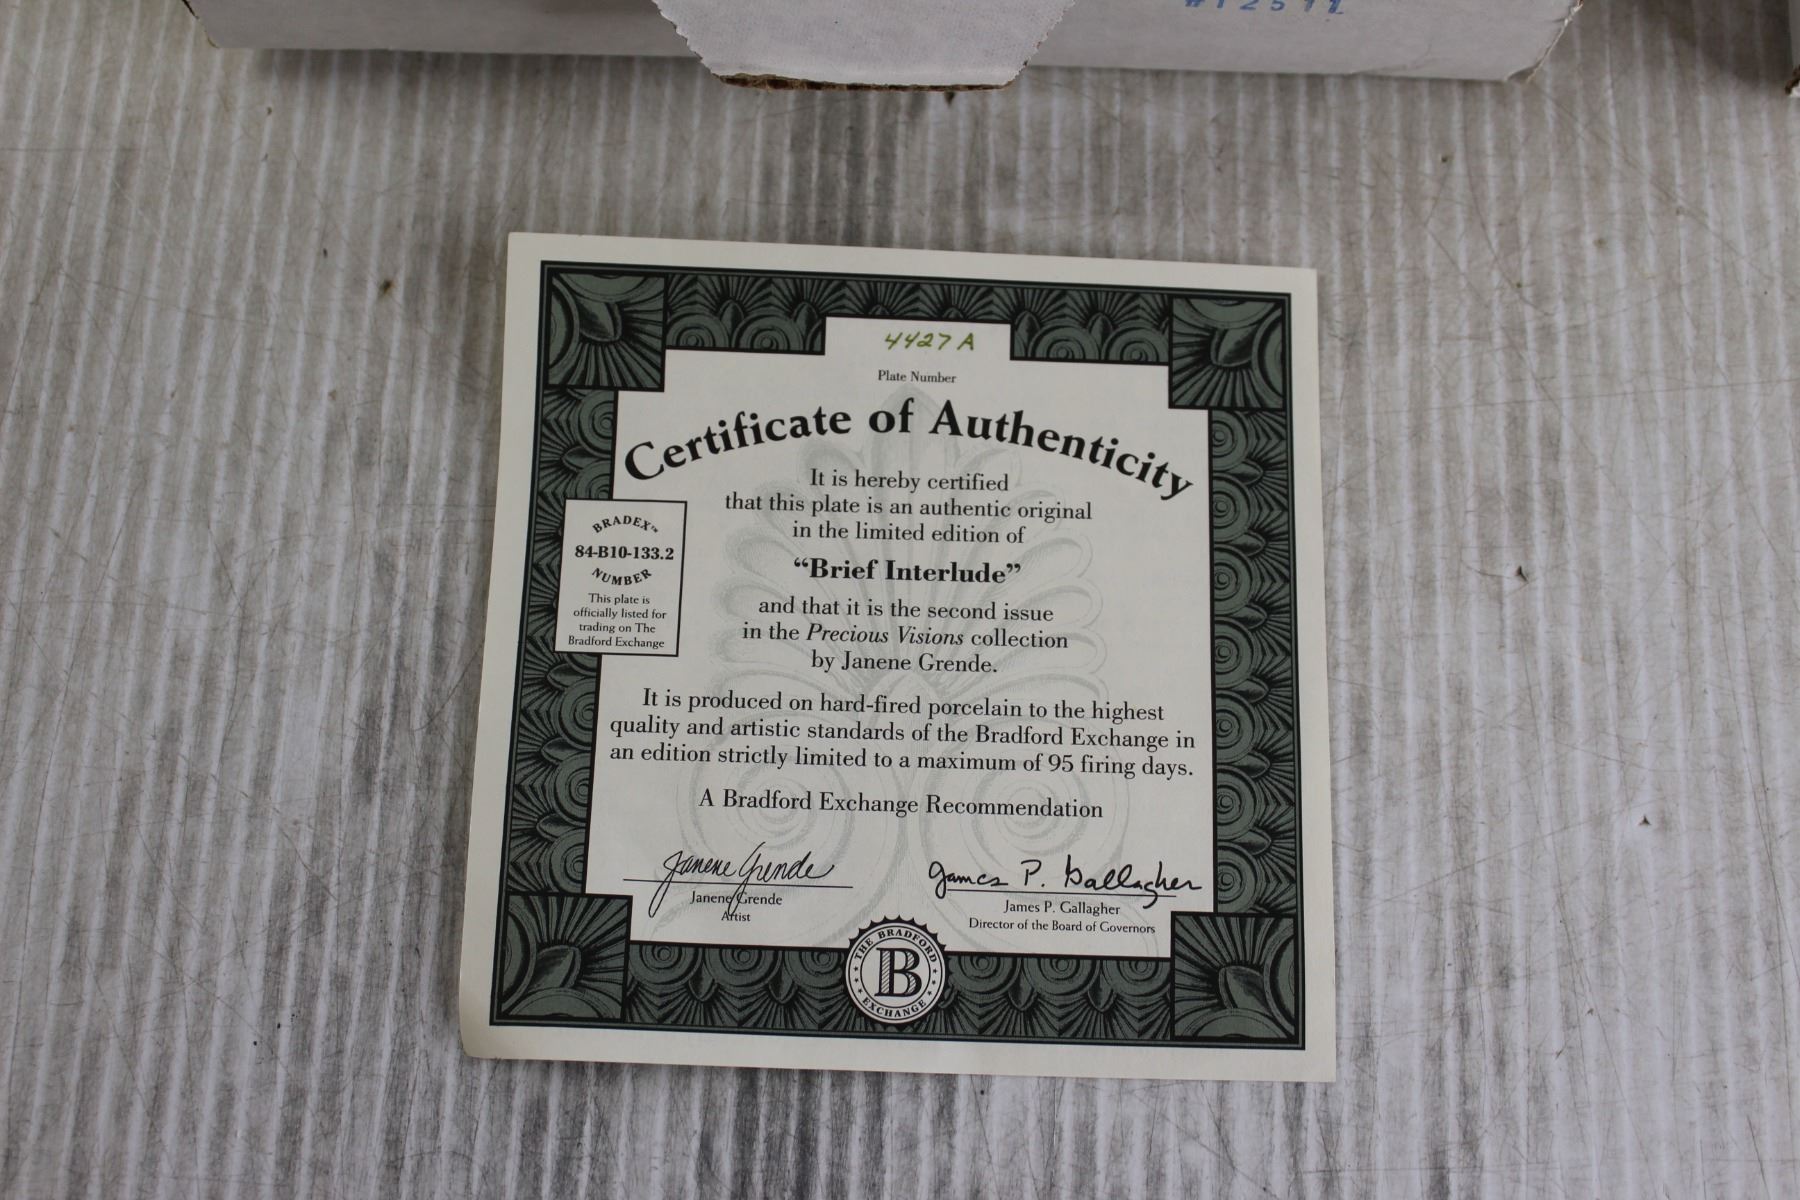 #12511
4427 A
Plate Number
Certificate of Authenticity
It is hereby certified
that this plate is an authentic original
in the limited edition of
“Brief Interlude”
and that it is the second issue
in the Precious Visions collection
by Janene Grende.
BRADEX™
84-B10-133.2
NUMBER
This plate is
officially listed for
trading on The
Bradford Exchange
It is produced on hard-fired porcelain to the highest
quality and artistic standards of the Bradford Exchange in
an edition strictly limited to a maximum of 95 firing days.
A Bradford Exchange Recommendation
Janene Grende
Janene Grende
Artist
James P. Gallagher
James P. Gallagher
Director of the Board of Governors
THE BRADFORD
B
EXCHANGE